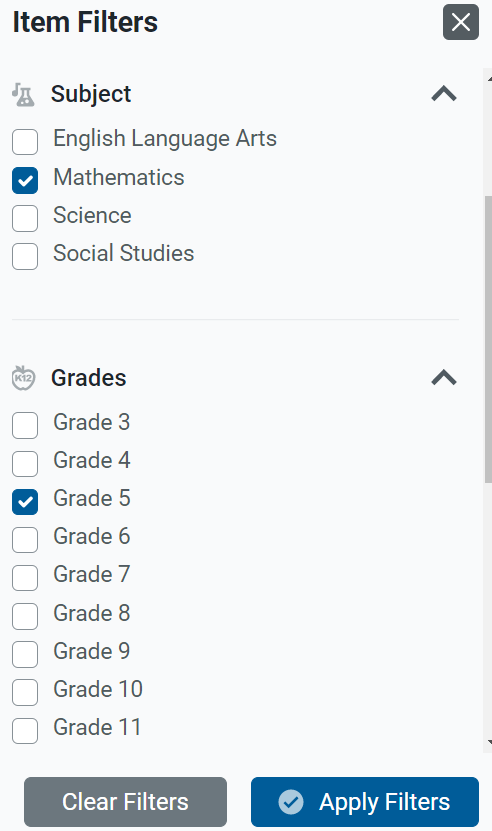 Item Filters
Subject
English Language Arts
Mathematics
Science
Social Studies
K12
Grades
Grade 3
Grade 4
Grade 5
Grade 6
Grade 7
Grade 8
Grade 9
Grade 10
Grade 11
Clear Filters
Apply Filters